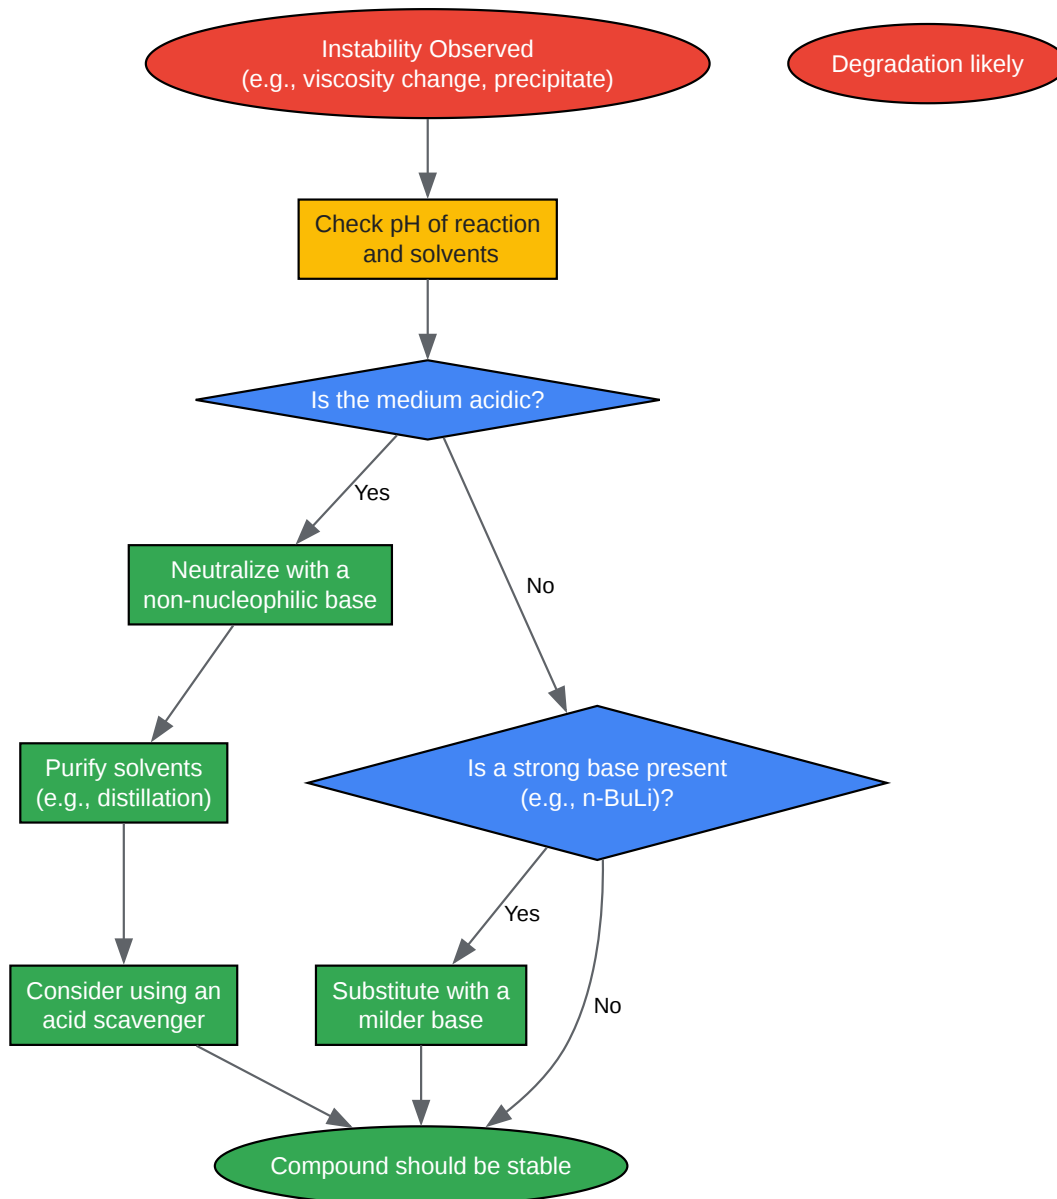 Instability Observed
(e.g., viscosity change, precipitate)
Degradation likely
Check pH of reaction
and solvents
Is the medium acidic?
Yes
No
Neutralize with a
non-nucleophilic base
Purify solvents
(e.g., distillation)
Is a strong base present
(e.g., n-BuLi)?
Yes
No
Consider using an
acid scavenger
Substitute with a
milder base
Compound should be stable